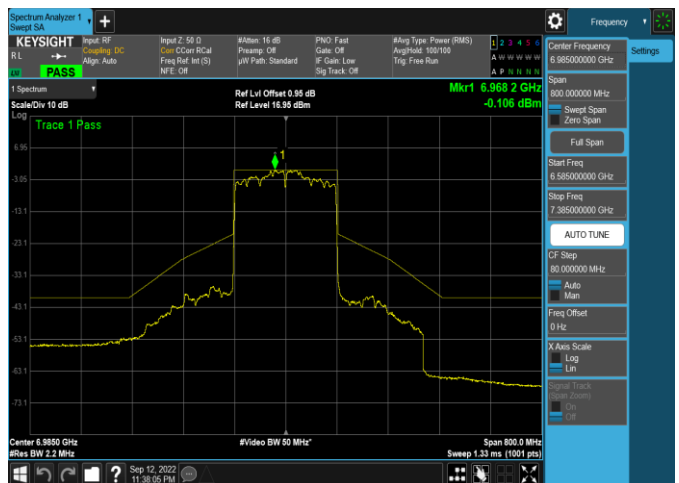 Spectrum Analyzer 1
Swept SA
+
Frequency
KEYSIGHT
R L
LU
PASS
Input: RF
Coupling: DC
Align: Auto
Input Z: 50 Ω
Corr CCorr RCal
Freq Ref: Int (S)
NFE: Off
#Atten: 16 dB
Preamp: Off
µW Path: Standard
PNO: Fast
Gate: Off
IF Gain: Low
Sig Track: Off
#Avg Type: Power (RMS)
Avg|Hold: 100/100
Trig: Free Run
1 2 3 4 5 6
A W W W W W
A P N N N N
1 Spectrum
Scale/Div 10 dB
Log
Ref Lvl Offset 0.95 dB
Ref Level 16.95 dBm
Mkr1 6.968 2 GHz
-0.106 dBm
Trace 1 Pass
1
6.95
-3.05
-13.1
-23.1
-33.1
-43.1
-53.1
-63.1
-73.1
Center 6.9850 GHz
#Res BW 2.2 MHz
#Video BW 50 MHz*
Span 800.0 MHz
Sweep 1.33 ms (1001 pts)
Sep 12, 2022
11:38:05 PM
?
Center Frequency
6.985000000 GHz
Settings
Span
800.000000 MHz
Swept Span
Zero Span
Full Span
Start Freq
6.585000000 GHz
Stop Freq
7.385000000 GHz
AUTO TUNE
CF Step
80.000000 MHz
Auto
Man
Freq Offset
0 Hz
X Axis Scale
Log
Lin
Signal Track
(Span Zoom)
On
Off